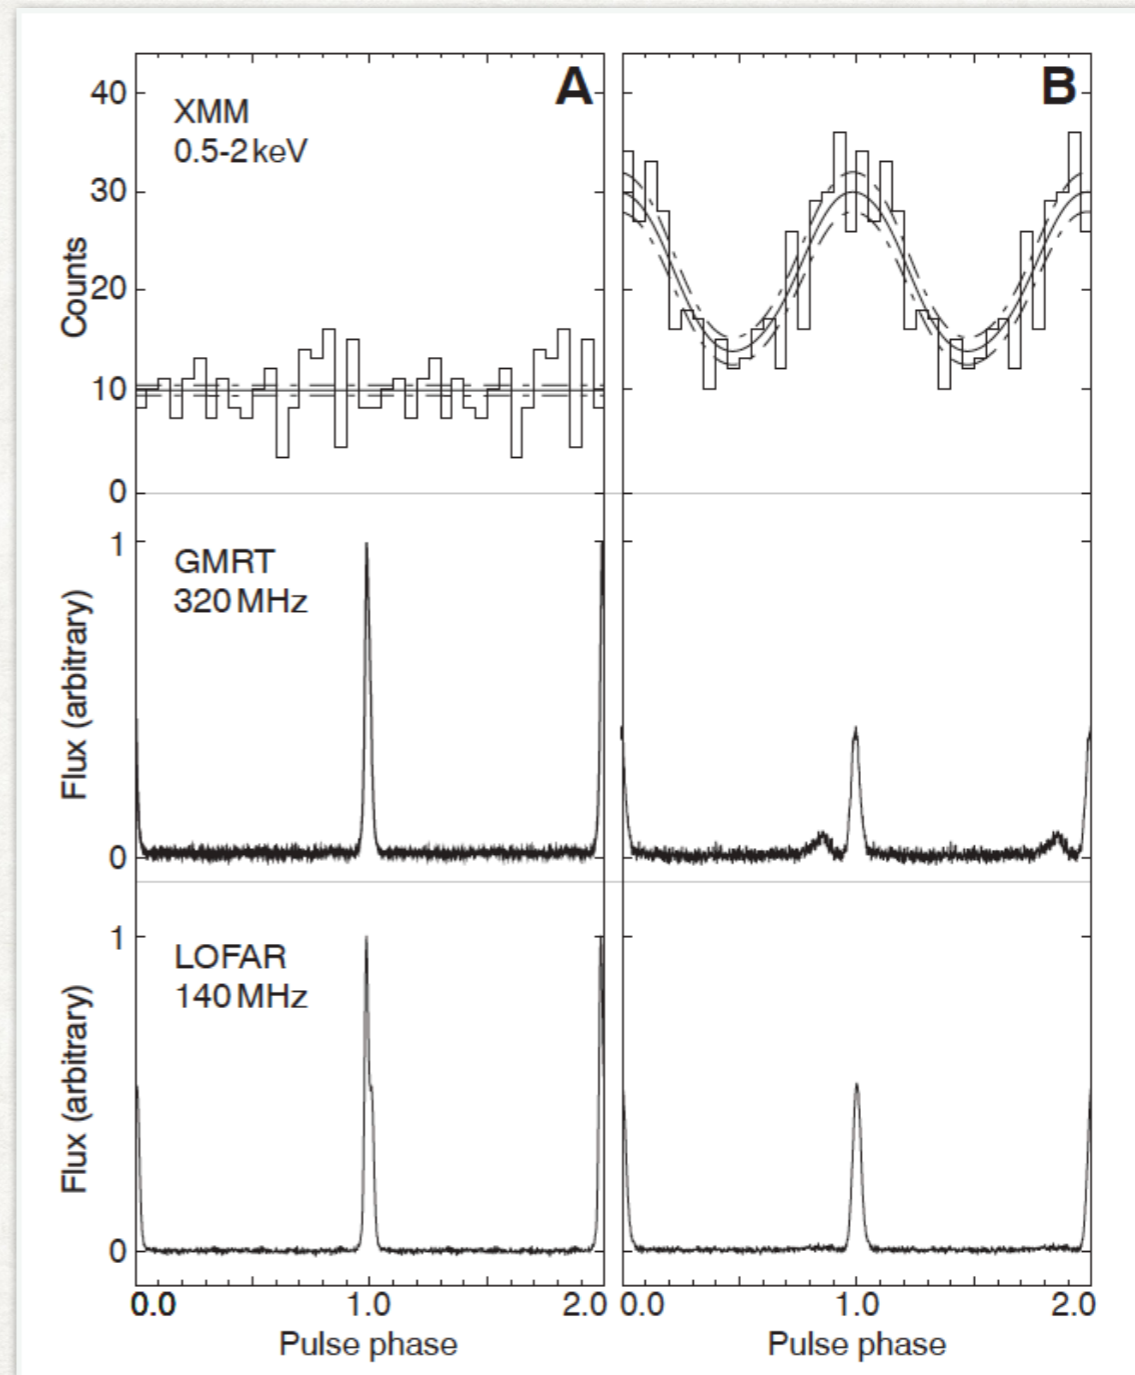 A
B
XMM
0.5-2 keV
40
30
20
10
0
Counts
GMRT
320 MHz
1
0
Flux (arbitrary)
LOFAR
140 MHz
1
0
Flux (arbitrary)
0.0 1.0 2.0 0.0 1.0 2.0
Pulse phase Pulse phase